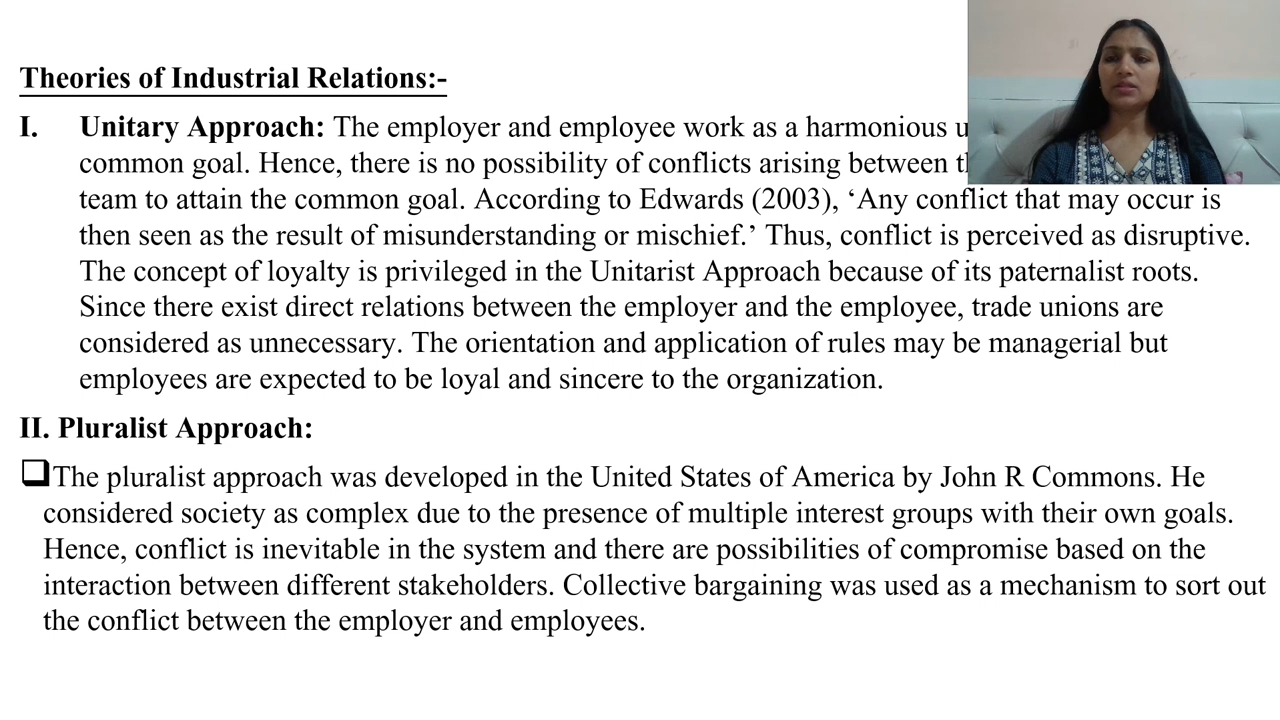 Theories of Industrial Relations:-
I. Unitary Approach: The employer and employee work as a harmonious
common goal. Hence, there is no possibility of conflicts arising between
team to attain the common goal. According to Edwards (2003), ‘Any conflict that may occur is
then seen as the result of misunderstanding or mischief.’ Thus, conflict is perceived as disruptive.
The concept of loyalty is privileged in the Unitarist Approach because of its paternalist roots.
Since there exist direct relations between the employer and the employee, trade unions are
considered as unnecessary. The orientation and application of rules may be managerial but
employees are expected to be loyal and sincere to the organization.
II. Pluralist Approach:
❑The pluralist approach was developed in the United States of America by John R Commons. He
considered society as complex due to the presence of multiple interest groups with their own goals.
Hence, conflict is inevitable in the system and there are possibilities of compromise based on the
interaction between different stakeholders. Collective bargaining was used as a mechanism to sort out
the conflict between the employer and employees.